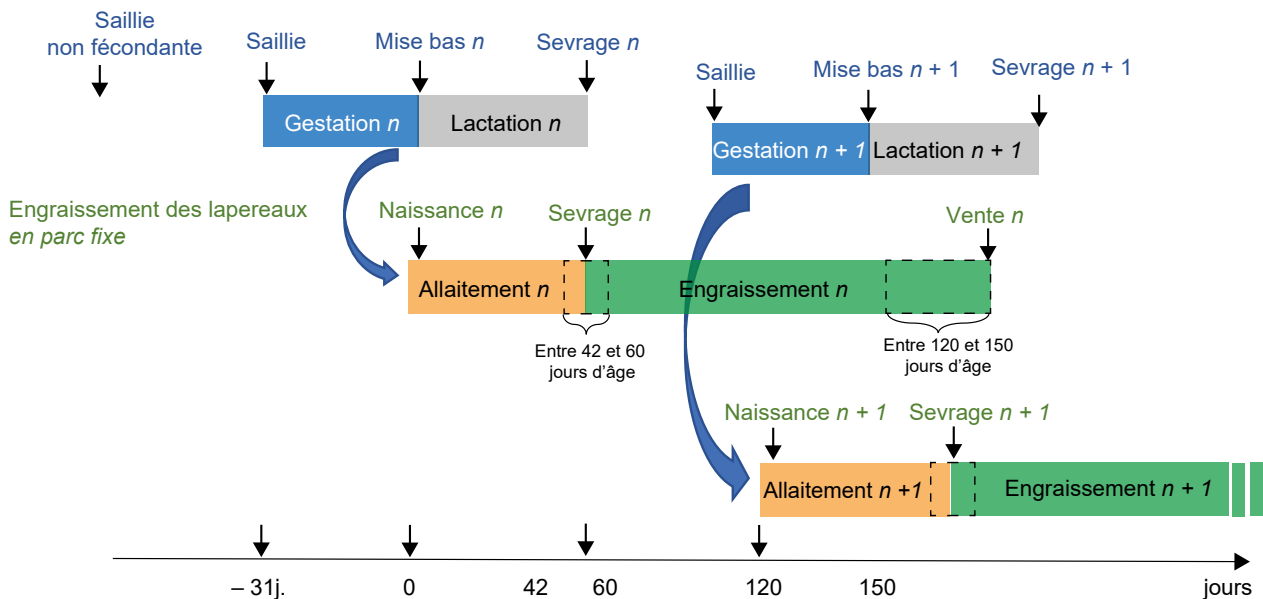 Saillie
non fécondante
Saillie
Mise bas n
Sevrage n
Saillie
Mise bas n + 1
Sevrage n + 1
Gestation n
Lactation n
Gestation n + 1
Lactation n + 1
Engraissement des lapereaux
en parc fixe
Naissance n
Sevrage n
Vente n
Allaitement n
Engraissement n
Entre 42 et 60
jours d’âge
Entre 120 et 150
jours d’âge
Naissance n + 1
Sevrage n + 1
Allaitement n +1
Engraissement n + 1
– 31j.
0
42
60
120
150
jours